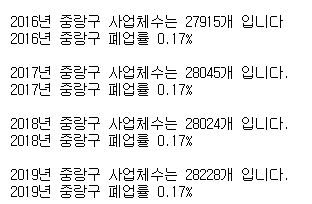 2016년 중랑구 사업체수는 27915개 입니다
2016년 중랑구 폐업률 0.17%
2017년 중랑구 사업체수는 28045개 입니다.
2017년 중랑구 폐업률 0.17%
2018년 중랑구 사업체수는 28024개 입니다.
2018년 중랑구 폐업률 0.17%
2019년 중랑구 사업체수는 28228개 입니다.
2019년 중랑구 폐업률 0.17%